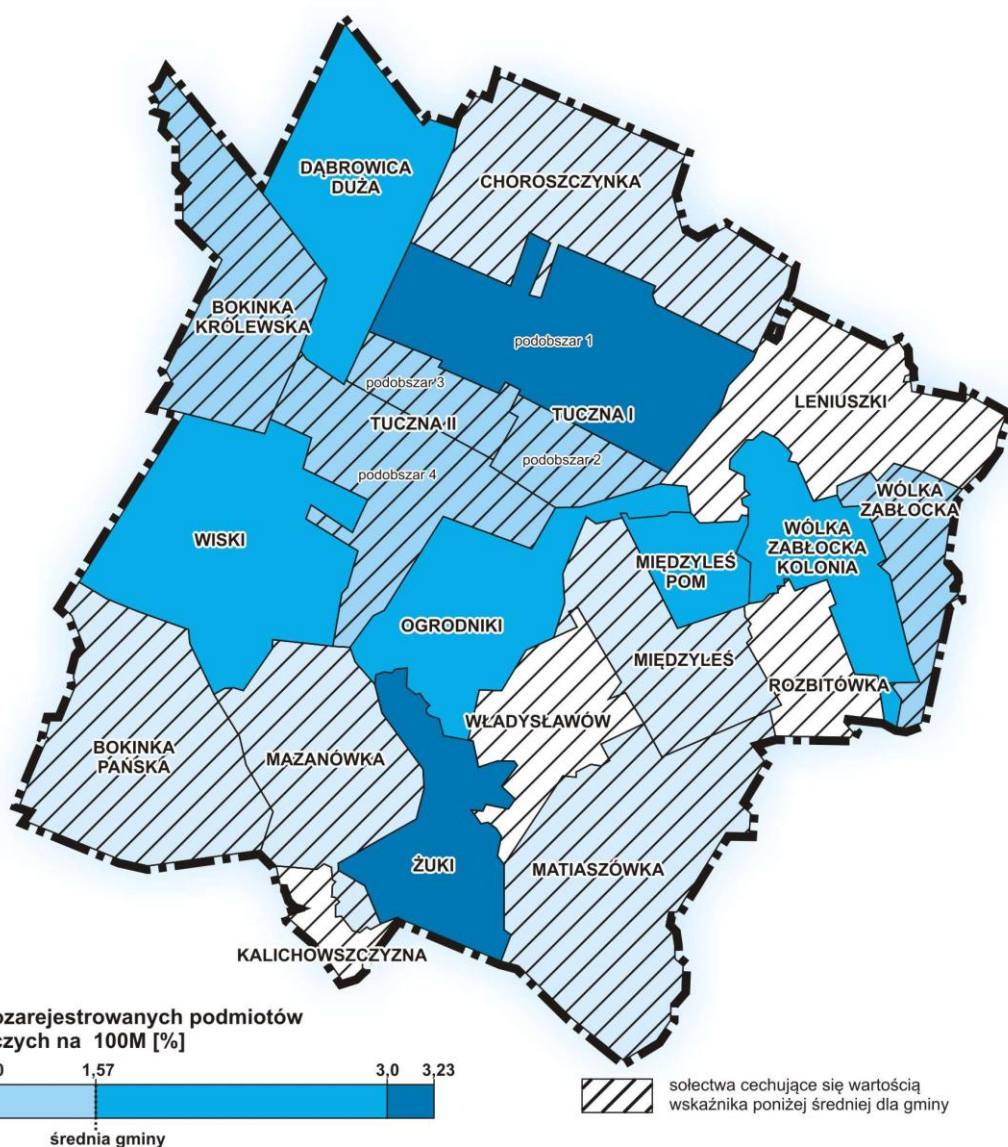 DĄBROWICA
DUŻA
CHOROSZCZYNKA
BOKINKA
KRÓLEWSKA
podobszar 1
podobszar 3
LENIUSZKI
TUCZNA II
TUCZNA I
podobszar 2
podobszar 4
WÓLKA
ZABŁOCKA
WISKI
WÓLKA
ZABŁOCKA
KOLONIA
MIĘDZYLEŚ
POM
OGRODNIKI
MIĘDZYLEŚ
ROZBITÓWKA
WŁADYSŁAWÓW
BOKINKA
PAŃSKA
MAZANÓWKA
ŻUKI
MATIASZÓWKA
KALICHOWSZCZYZNA
ozarejestrowanych podmiotów
czych na 100M [%]
0 1,57 3,0 3,23
średnia gminy
sołectwa cechujące się wartością
wskaźnika poniżej średniej dla gminy